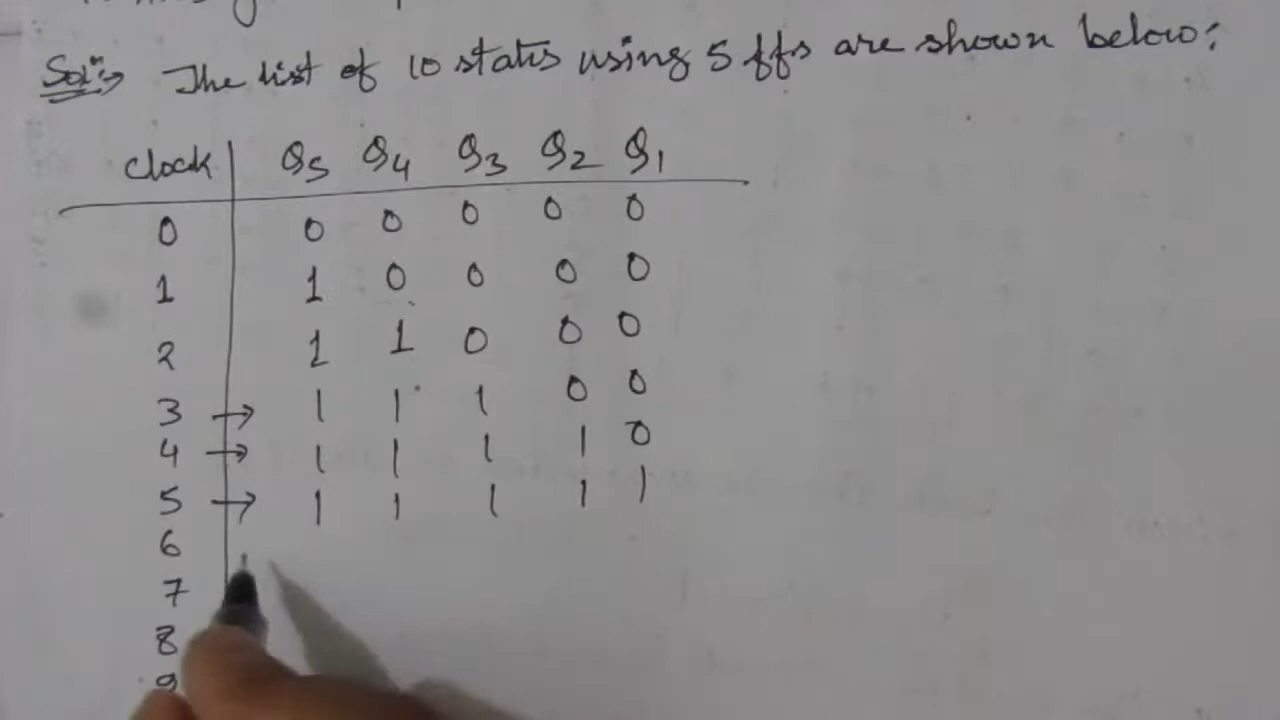 Soln:→ The list of 10 states using 5 ffs are shown below:
Clock Q5 Q4 Q3 Q2 Q1
0 0 0 0 0 0
1 1 0 0 0 0
2 1 1 0 0 0
3 → 1 1 1 0 0
4 → 1 1 1 1 0
5 → 1 1 1 1 1
6
7
8
9